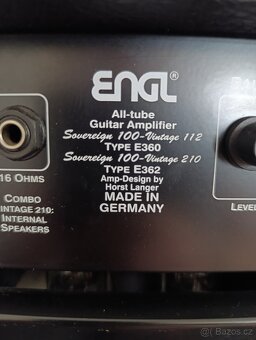 ENGL®
All-tube
Guitar Amplifier
Sovereign 100-Vintage 112
TYPE E360
Sovereign 100-Vintage 210
TYPE E362
Amp-Design by
Horst Langer
MADE IN
GERMANY
16 OHMS
COMBO
VINTAGE 210:
INTERNAL
SPEAKERS
LEVEL
Bazos.cz